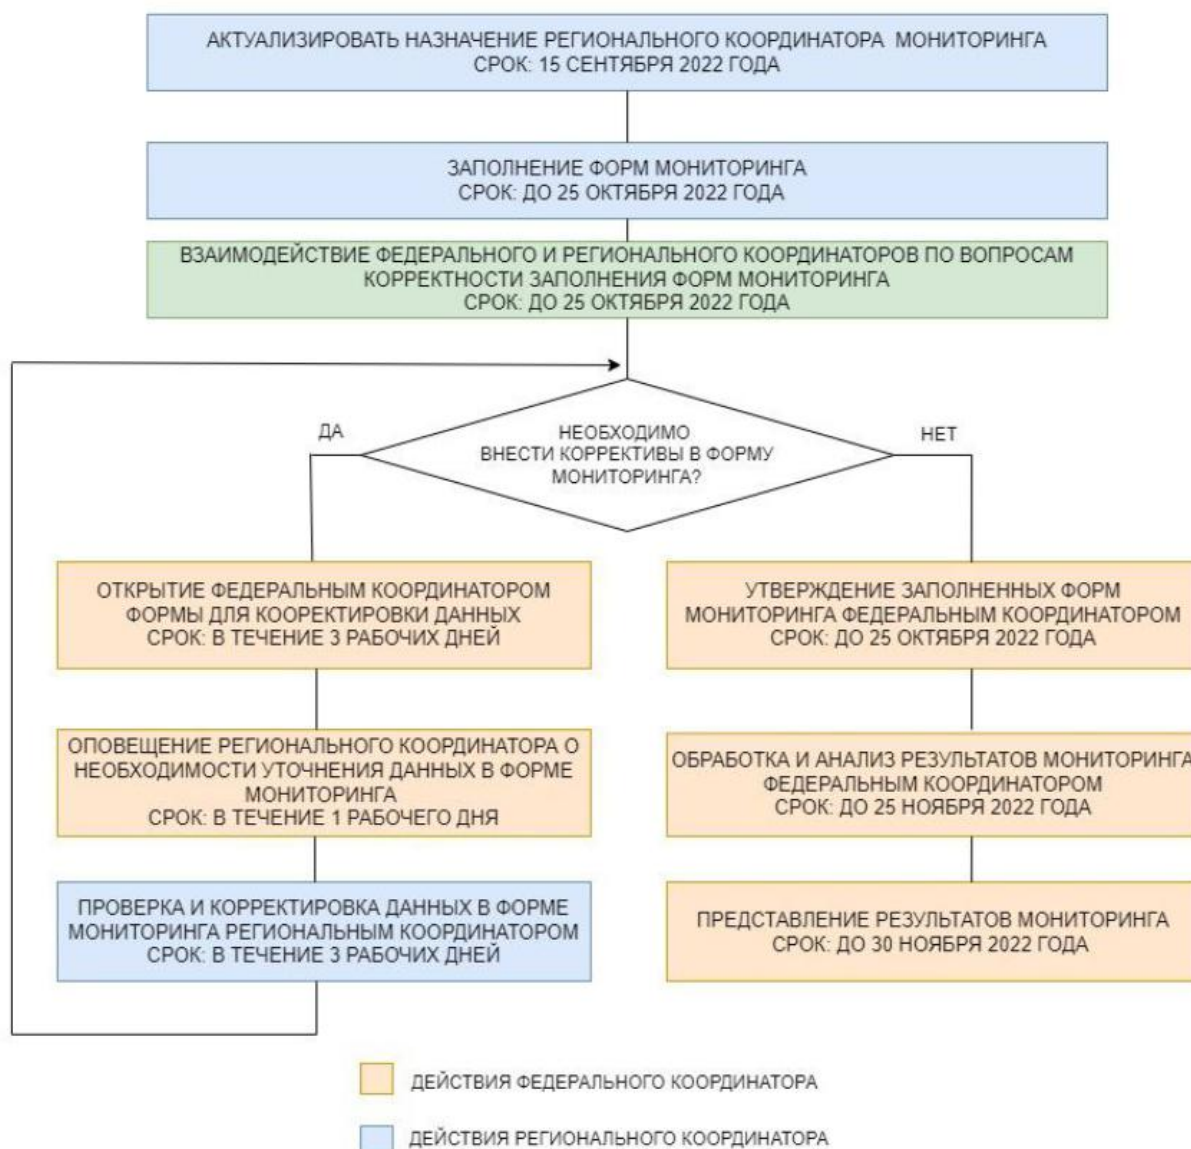 АКТУАЛИЗИРОВАТЬ НАЗНАЧЕНИЕ РЕГИОНАЛЬНОГО КООРДИНАТОРА МОНИТОРИНГА
СРОК: 15 СЕНТЯБРЯ 2022 ГОДА
ЗАПОЛНЕНИЕ ФОРМ МОНИТОРИНГА
СРОК: ДО 25 ОКТЯБРЯ 2022 ГОДА
ВЗАИМОДЕЙСТВИЕ ФЕДЕРАЛЬНОГО И РЕГИОНАЛЬНОГО КООРДИНАТОРОВ ПО ВОПРОСАМ
КОРРЕКТНОСТИ ЗАПОЛНЕНИЯ ФОРМ МОНИТОРИНГА
СРОК: ДО 25 ОКТЯБРЯ 2022 ГОДА
НЕОБХОДИМО
ВНЕСТИ КОРРЕКТИВЫ В ФОРМУ
МОНИТОРИНГА?
ДА
НЕТ
ОТКРЫТИЕ ФЕДЕРАЛЬНЫМ КООРДИНАТОРОМ
ФОРМЫ ДЛЯ КООРЕКТИРОВКИ ДАННЫХ
СРОК: В ТЕЧЕНИЕ 3 РАБОЧИХ ДНЕЙ
ОПОВЕЩЕНИЕ РЕГИОНАЛЬНОГО КООРДИНАТОРА О
НЕОБХОДИМОСТИ УТОЧНЕНИЯ ДАННЫХ В ФОРМЕ
МОНИТОРИНГА
СРОК: В ТЕЧЕНИЕ 1 РАБОЧЕГО ДНЯ
ПРОВЕРКА И КОРРЕКТИРОВКА ДАННЫХ В ФОРМЕ
МОНИТОРИНГА РЕГИОНАЛЬНЫМ КООРДИНАТОРОМ
СРОК: В ТЕЧЕНИЕ 3 РАБОЧИХ ДНЕЙ
УТВЕРЖДЕНИЕ ЗАПОЛНЕННЫХ ФОРМ
МОНИТОРИНГА ФЕДЕРАЛЬНЫМ КООРДИНАТОРОМ
СРОК: ДО 25 ОКТЯБРЯ 2022 ГОДА
ОБРАБОТКА И АНАЛИЗ РЕЗУЛЬТАТОВ МОНИТОРИНГА
ФЕДЕРАЛЬНЫМ КООРДИНАТОРОМ
СРОК: ДО 25 НОЯБРЯ 2022 ГОДА
ПРЕДСТАВЛЕНИЕ РЕЗУЛЬТАТОВ МОНИТОРИНГА
СРОК: ДО 30 НОЯБРЯ 2022 ГОДА
ДЕЙСТВИЯ ФЕДЕРАЛЬНОГО КООРДИНАТОРА
ДЕЙСТВИЯ РЕГИОНАЛЬНОГО КООРДИНАТОРА